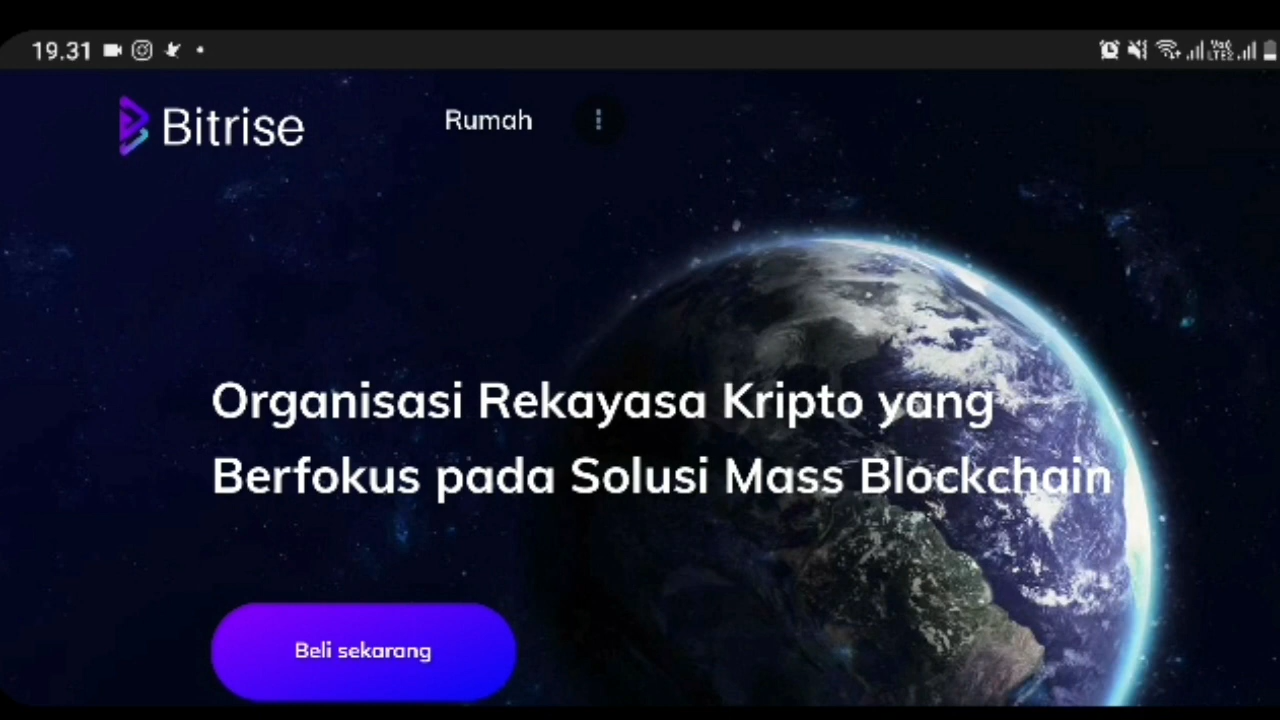 19.31
Bitrise
Rumah
Organisasi Rekayasa Kripto yang
Berfokus pada Solusi Mass Blockchain
Beli sekarang